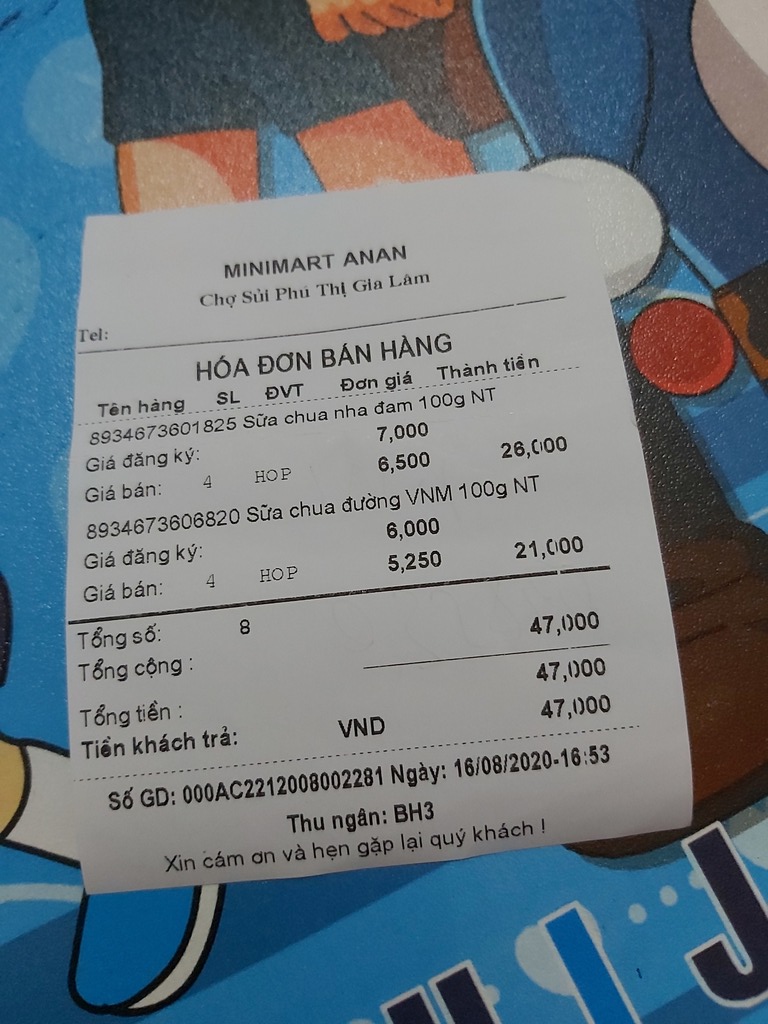 MINIMART ANAN
Chợ Sủi Phú Thị Gia Lâm
Tel:
HÓA ĐƠN BÁN HÀNG
Tên hàng SL ĐVT Đơn giá Thành tiền
8934673601825 Sữa chua nha đam 100g NT
Giá đăng ký: 7,000
Giá bán: 4 HOP 6,500 26,000
8934673606820 Sữa chua đường VNM 100g NT
Giá đăng ký: 6,000
Giá bán: 4 HOP 5,250 21,000
Tổng số: 8
Tổng cộng : 47,000
Tổng tiền : 47,000
Tiền khách trả: VND 47,000
Số GD: 000AC2212008002281 Ngày: 16/08/2020-16:53
Thu ngân: BH3
Xin cám ơn và hẹn gặp lại quý khách !
I J